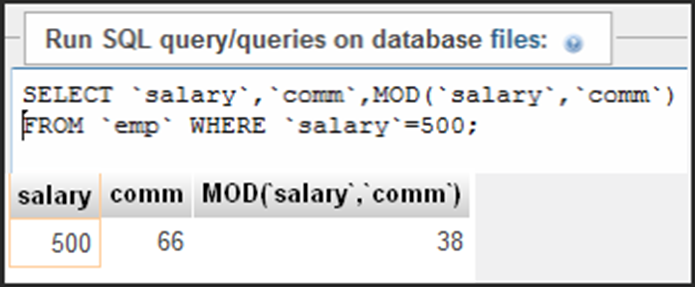 Run SQL query/queries on database files:
SELECT `salary`,`comm`,MOD(`salary`,`comm`)
FROM `emp` WHERE `salary`=500;
salary comm MOD(`salary`,`comm`)
500 66 38